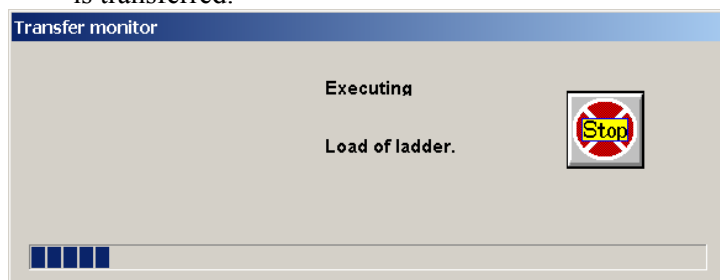 is transferred.
Transfer monitor
Executing
Stop
Load of ladder.